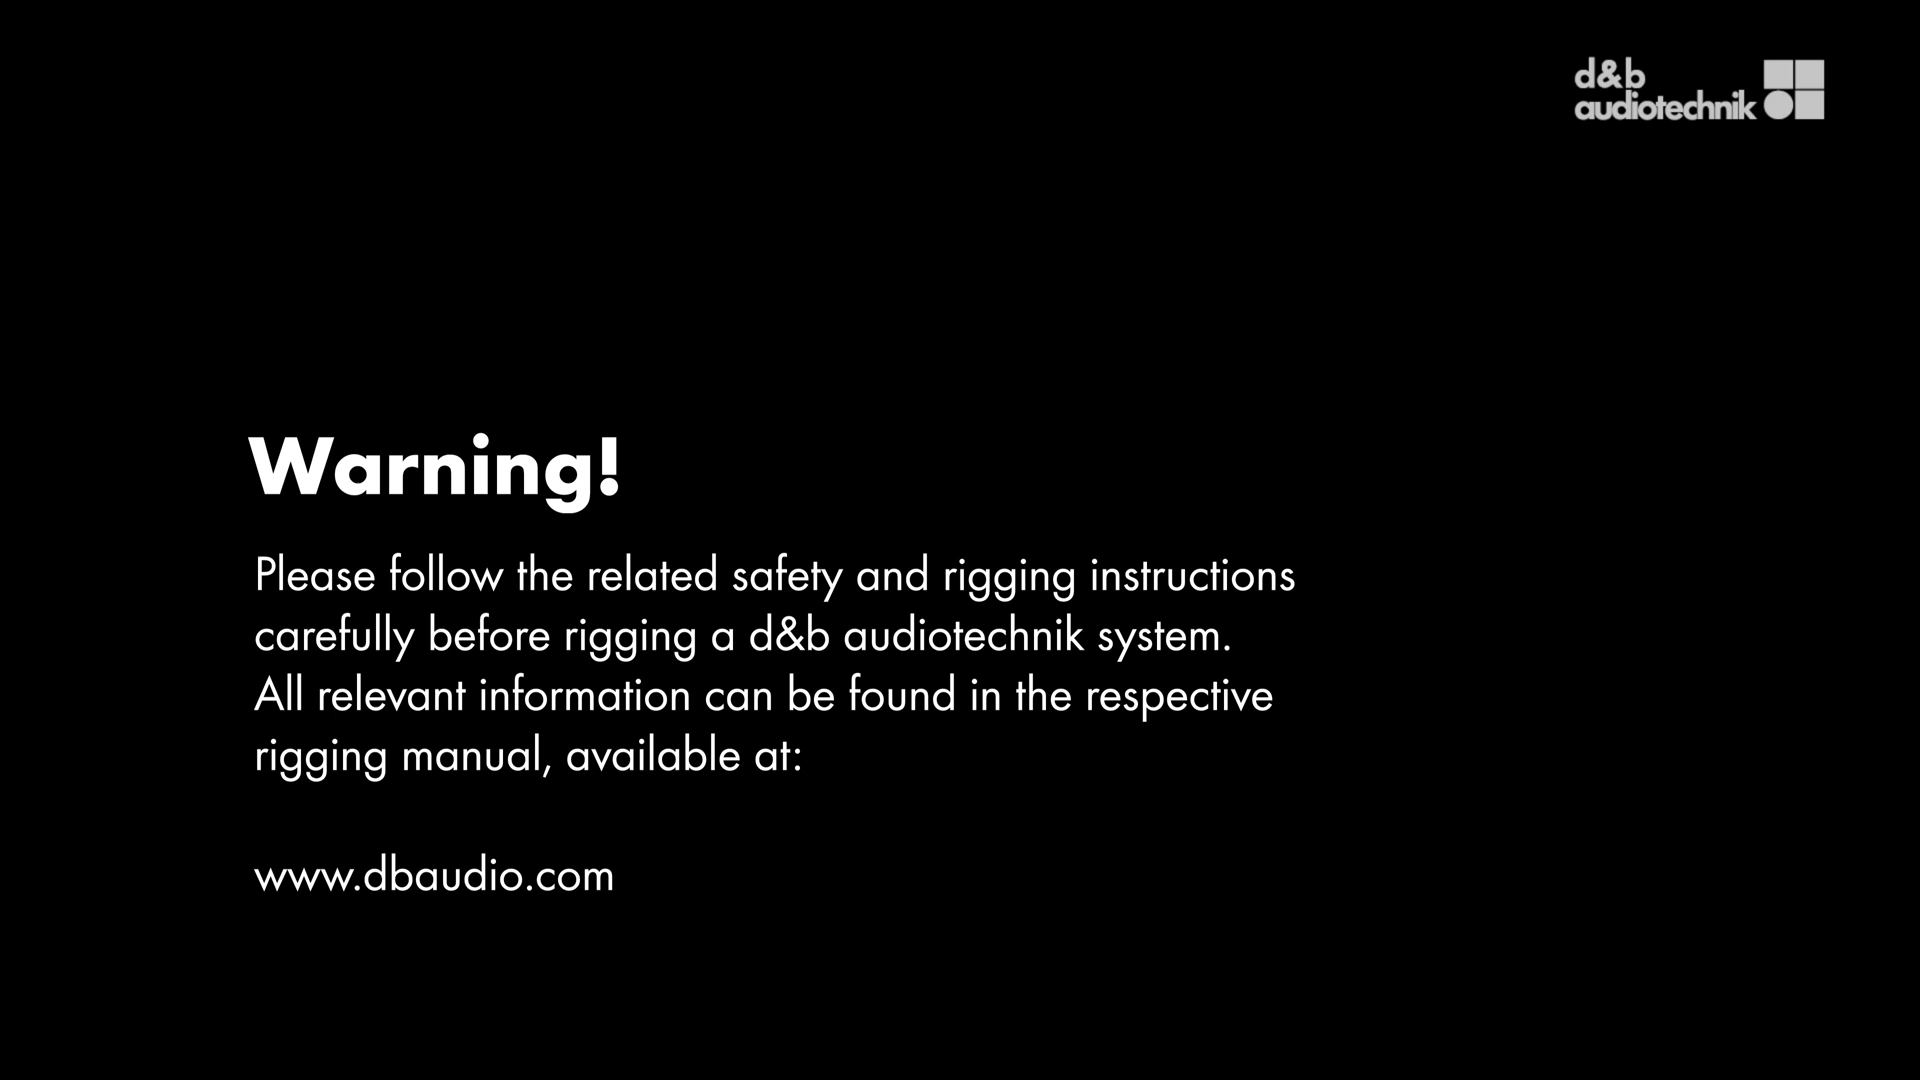 d&b
audiotechnik
Warning!
Please follow the related safety and rigging instructions
carefully before rigging a d&b audiotechnik system.
All relevant information can be found in the respective
rigging manual, available at:
www.dbaudio.com